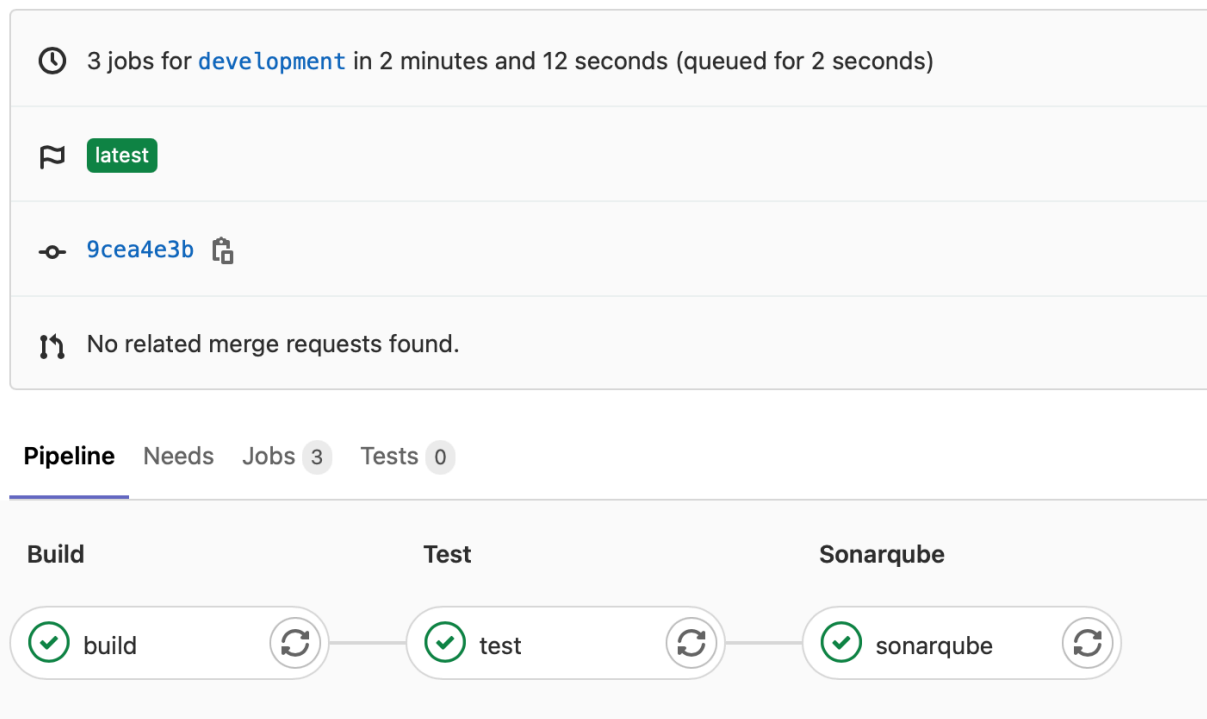 3 jobs for development in 2 minutes and 12 seconds (queued for 2 seconds)
latest
9cea4e3b
No related merge requests found.
Pipeline Needs Jobs 3 Tests 0
Build Test Sonarqube
build test sonarqube